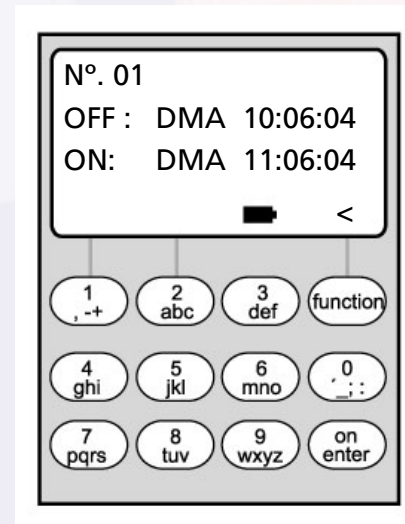 Nº. 01
OFF : DMA 10:06:04
ON: DMA 11:06:04
<
1 2 3 function
, -+ abc def
4 5 6 0
ghi jkl mno ´_;:
7 8 9 on
pqrs tuv wxyz enter